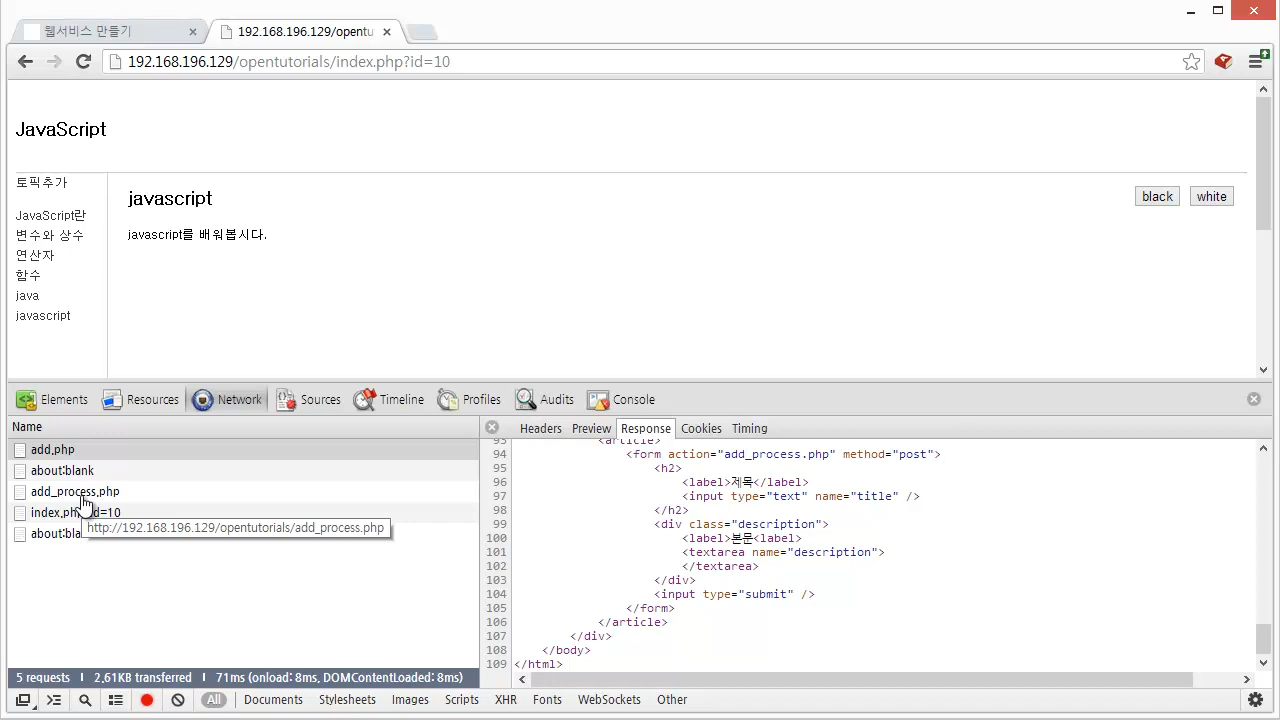 웹서비스 만들기
192.168.196.129/opentu
192.168.196.129/opentutorials/index.php?id=10
JavaScript
토픽추가
JavaScript란
변수와 상수
연산자
함수
java
javascript
javascript
javascript를 배워봅시다.
black white
Elements Resources Network Sources Timeline Profiles Audits Console
Name
add.php
about:blank
add_process.php
http://192.168.196.129/opentutorials/add_process.php
Headers Preview Response Cookies Timing
93 <article>
94 <form action="add_process.php" method="post">
95 <h2>
96 <label>제목</label>
97 <input type="text" name="title" />
98 </h2>
99 <div class="description">
100 <label>본문<label>
101 <textarea name="description">
102 </textarea>
103 </div>
104 <input type="submit" />
105 </form>
106 </article>
107 </div>
108 </body>
109 </html>
5 requests | 2.61KB transferred | 71ms (onload: 8ms, DOMContentLoaded: 8ms)
All Documents Stylesheets Images Scripts XHR Fonts WebSockets Other